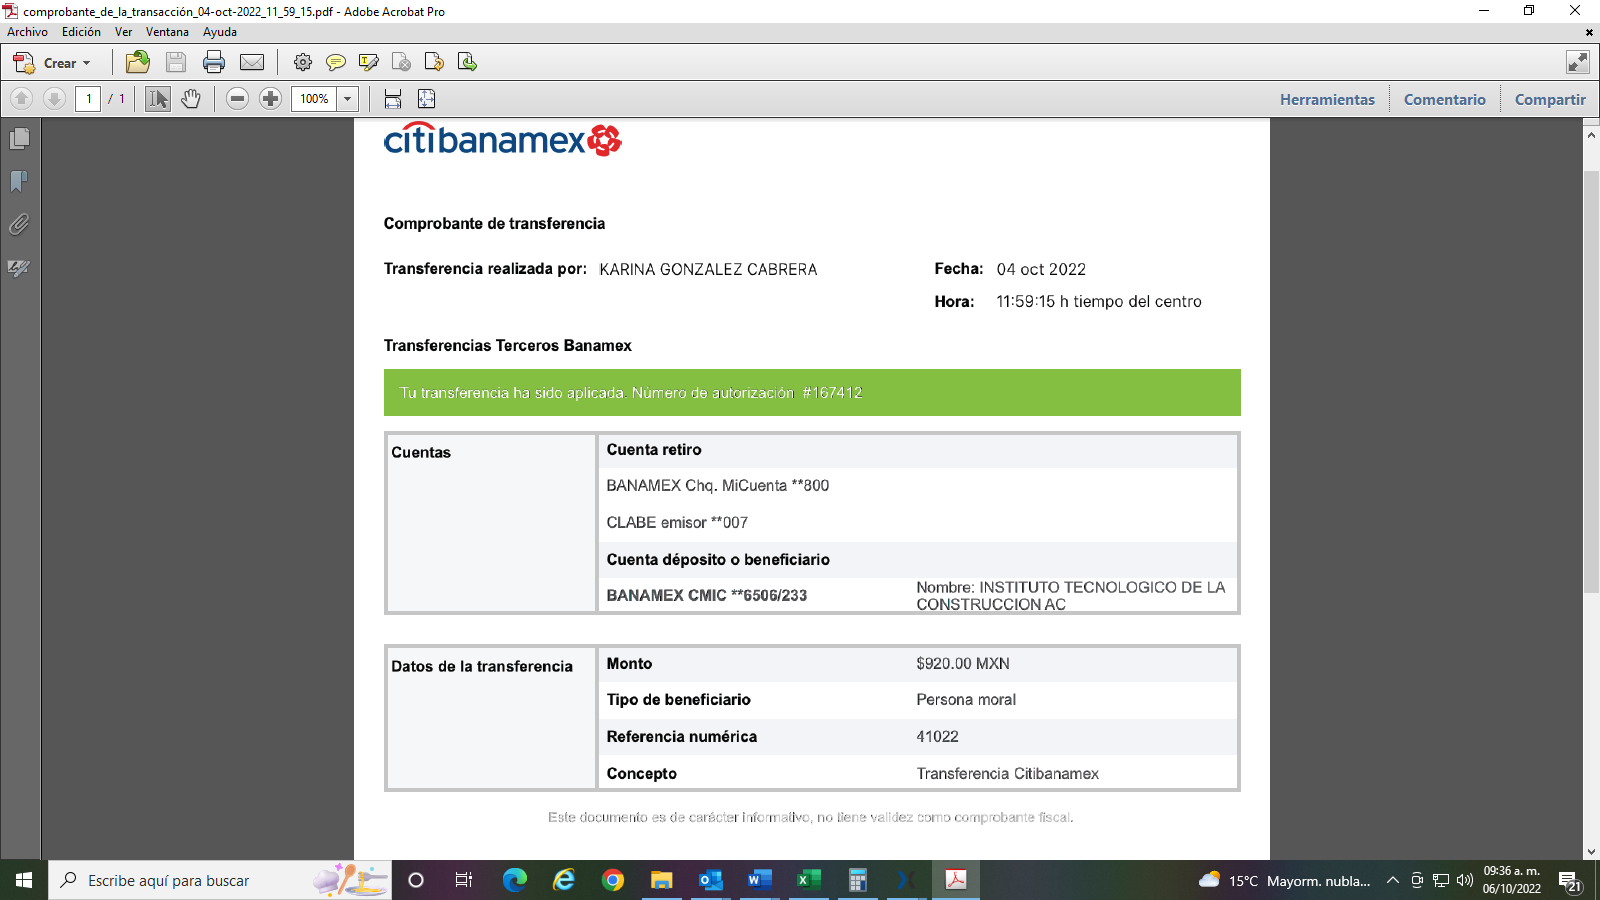 comprobante_de_la_transacción_04-oct-2022_11_59_15.pdf - Adobe Acrobat Pro
Archivo Edición Ver Ventana Ayuda
Crear
1 / 1 100% Herramientas Comentario Compartir
citibanamex
Comprobante de transferencia
Transferencia realizada por: KARINA GONZALEZ CABRERA Fecha: 04 oct 2022
Hora: 11:59:15 h tiempo del centro
Transferencias Terceros Banamex
Tu transferencia ha sido aplicada. Número de autorización #167412
Cuentas Cuenta retiro
BANAMEX Chq. MiCuenta **800
CLABE emisor **007
Cuenta déposito o beneficiario
BANAMEX CMIC **6506/233 Nombre: INSTITUTO TECNOLOGICO DE LA
CONSTRUCCION AC
Datos de la transferencia Monto $920.00 MXN
Tipo de beneficiario Persona moral
Referencia numérica 41022
Concepto Transferencia Citibanamex
Este documento es de carácter informativo, no tiene validez como comprobante fiscal.
Escribe aquí para buscar 15°C Mayorm. nubla... 09:36 a. m.
06/10/2022 21